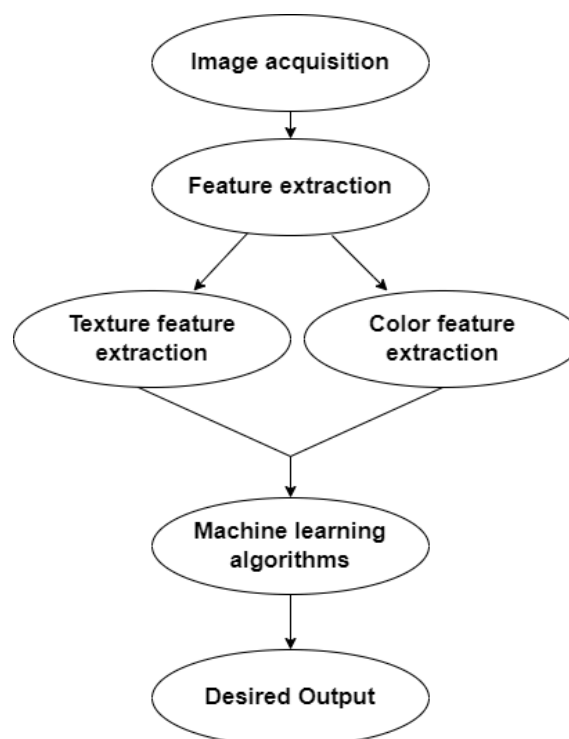 Image acquisition
Feature extraction
Texture feature
extraction
Color feature
extraction
Machine learning
algorithms
Desired Output